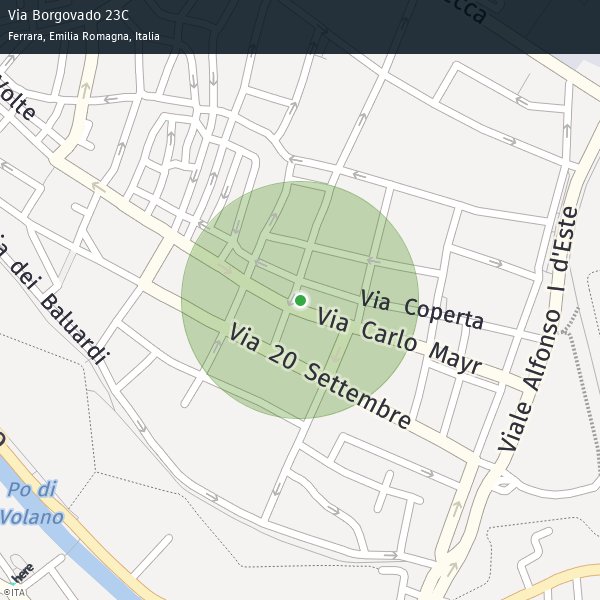 Via Borgovado 23C
Ferrara, Emilia Romagna, Italia
cca
Volte
Viale Alfonso I d'Este
ia dei Baluardi
Via Coperta
Via Carlo Mayr
Via 20 Settembre
O
Po di
Volano
here
©ITA